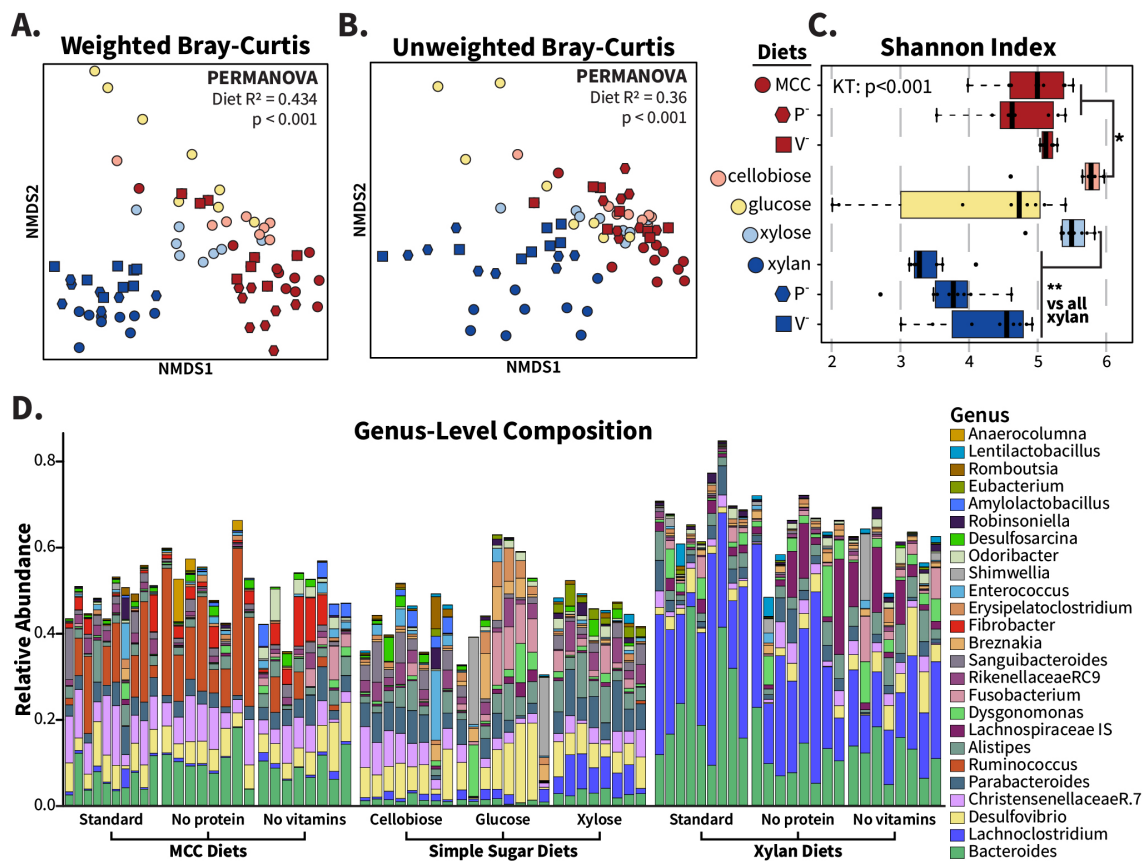 A.
Weighted Bray-Curtis
PERMANOVA
Diet R² = 0.434
p < 0.001
NMDS2
NMDS1
B.
Unweighted Bray-Curtis
PERMANOVA
Diet R² = 0.36
p < 0.001
NMDS2
NMDS1
Diets
MCC
P⁻
V⁻
cellobiose
glucose
xylose
xylan
P⁻
V⁻
C.
Shannon Index
KT: p<0.001
*
**
vs all
xylan
2 3 4 5 6
D.
Genus-Level Composition
Relative Abundance
0.8
0.6
0.4
0.2
0.0
Standard No protein No vitamins Cellobiose Glucose Xylose Standard No protein No vitamins
MCC Diets Simple Sugar Diets Xylan Diets
Genus
Anaerocolumna
Lentilactobacillus
Romboutsia
Eubacterium
Amylolactobacillus
Robinsoniella
Desulfosarcina
Odoribacter
Shimwellia
Enterococcus
Erysipelatoclostridium
Fibrobacter
Breznakia
Sanguibacteroides
RikenellaceaeRC9
Fusobacterium
Dysgonomonas
Lachnospiraceae IS
Alistipes
Ruminococcus
Parabacteroides
ChristensenellaceaeR.7
Desulfovibrio
Lachnoclostridium
Bacteroides